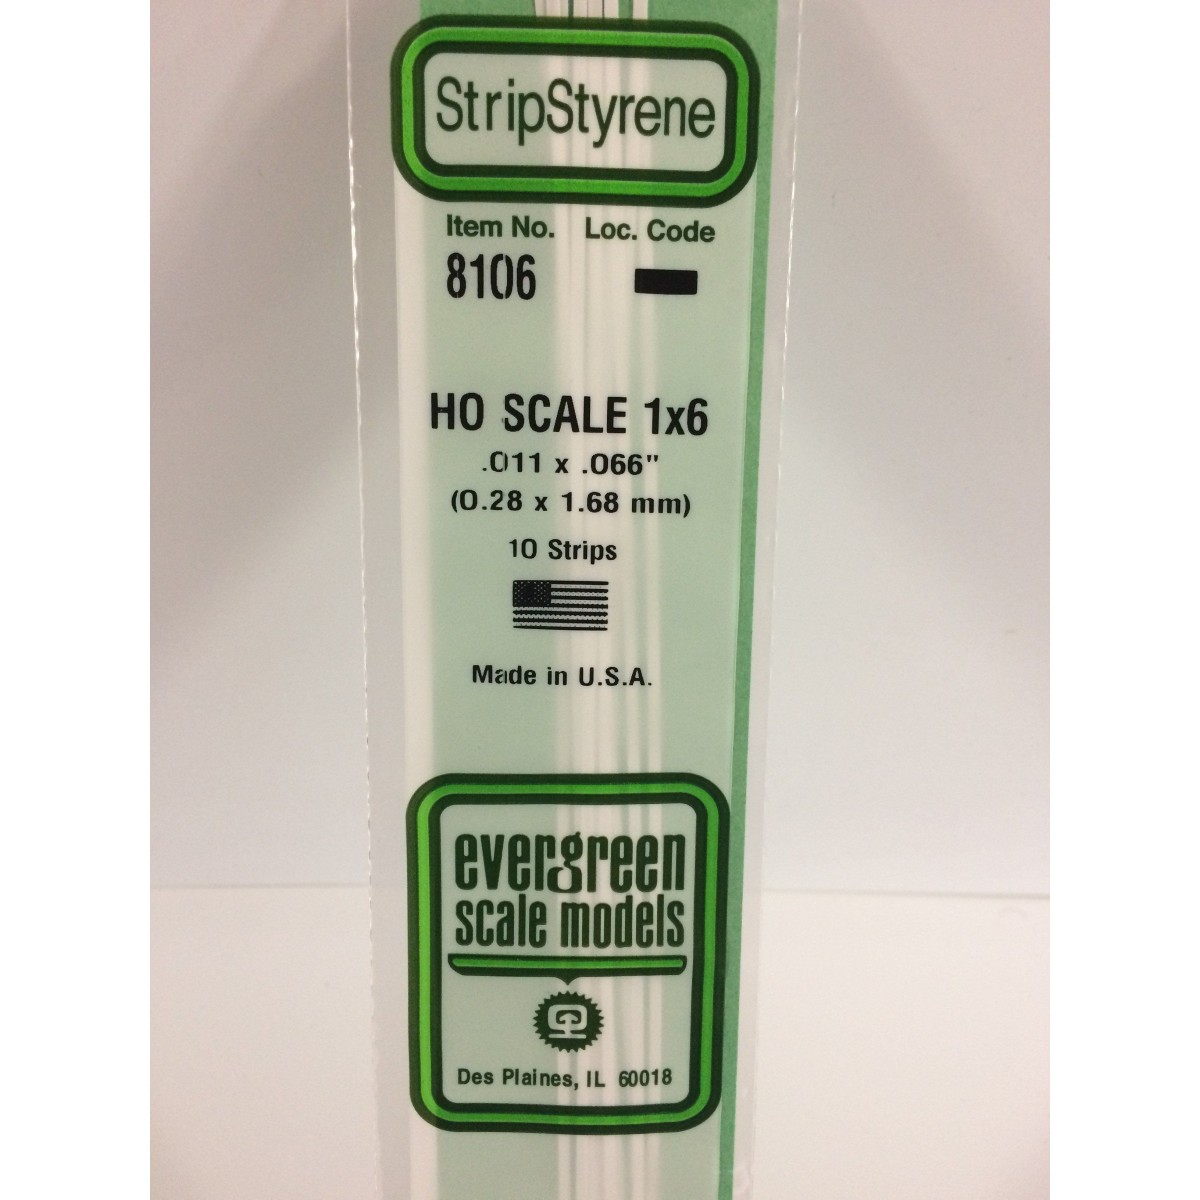 StripStyrene
Item No. Loc. Code
8106
HO SCALE 1x6
.011 x .066"
(0.28 x 1.68 mm)
10 Strips
Made in U.S.A.
evergreen
scale models
Des Plaines, IL 60018